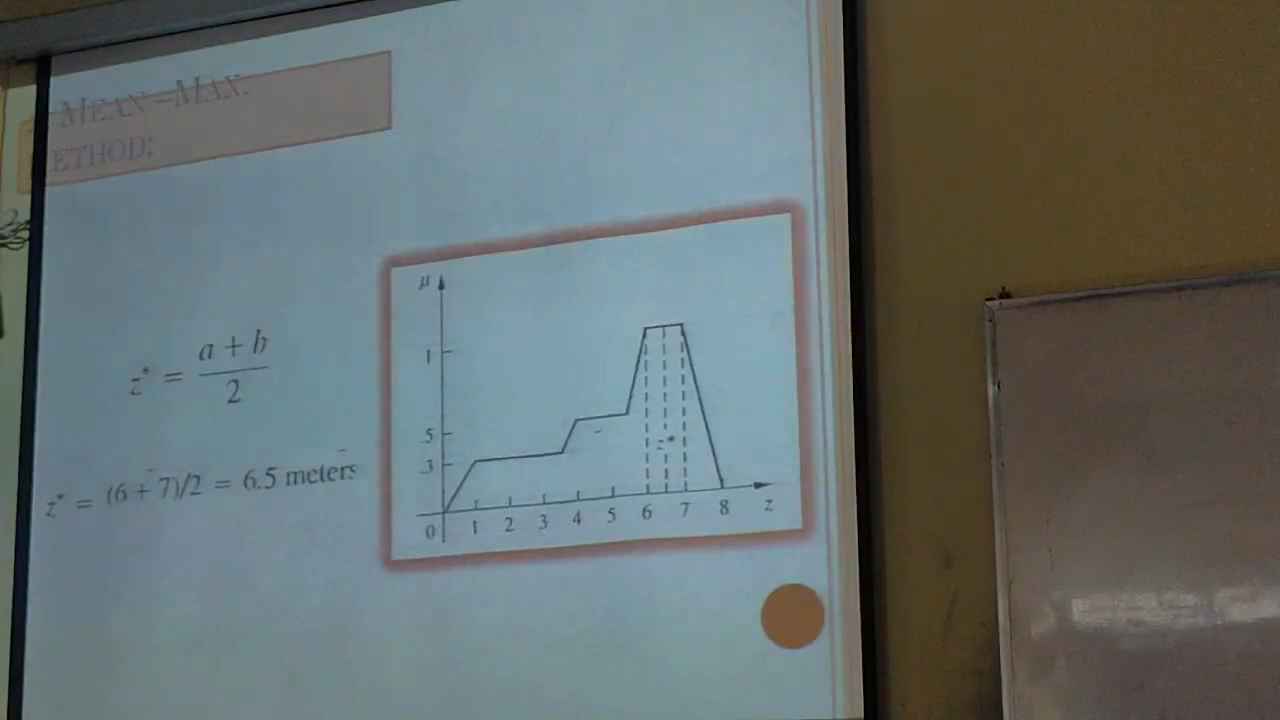 MEAN–MAX.
ETHOD:
z* = a + b
2
z* = (6 + 7)/2 = 6.5 meters
μ
1
.5
.3
z*
0 1 2 3 4 5 6 7 8 z